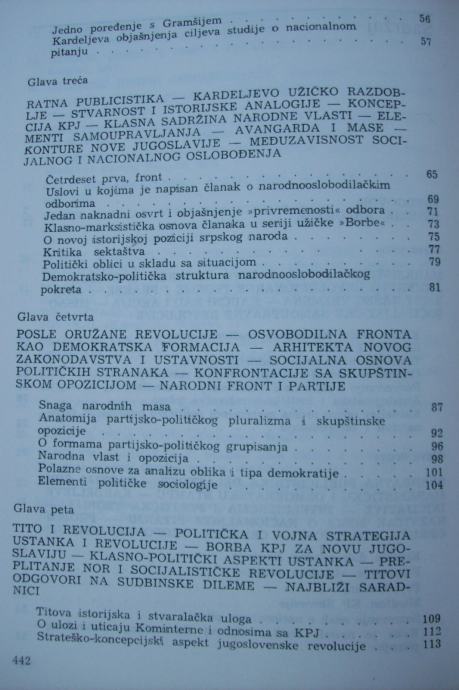 Jedno poređenje s Gramšijem . . . . . . . . . . . 56
Kardeljeva objašnjenja ciljeva studije o nacionalnom
pitanju . . . . . . . . . . . . . . . . . . 57
Glava treća
RATNA PUBLICISTIKA — KARDELJEVO UŽIČKO RAZDOB-
LJE — STVARNOST I ISTORIJSKE ANALOGIJE — KONCEP-
CIJA KPJ — KLASNA SADRŽINA NARODNE VLASTI — ELE-
MENTI SAMOUPRAVLJANJA — AVANGARDA I MASE —
KONTURE NOVE JUGOSLAVIJE — MEĐUZAVISNOST SOCI-
JALNOG I NACIONALNOG OSLOBOĐENJA
Četrdeset prva, front . . . . . . . . . . . . . 65
Uslovi u kojima je napisan članak o narodnooslobodilačkim
odborima . . . . . . . . . . . . . . . . . 69
Jedan naknadni osvrt i objašnjenje »privremenosti« odbora . . 71
Klasno-marksistička osnova članaka u seriji užičke »Borbe« . 73
O novoj istorijskoj poziciji srpskog naroda . . . . . . . 75
Kritika sektaštva . . . . . . . . . . . . . . . 77
Politički oblici u skladu sa situacijom . . . . . . . . . 79
Demokratsko-politička struktura narodnooslobodilačkog
pokreta . . . . . . . . . . . . . . . . . . 81
Glava četvrta
POSLE ORUŽANE REVOLUCIJE — OSVOBODILNA FRONTA
KAO DEMOKRATSKA FORMACIJA — ARHITEKTA NOVOG
ZAKONODAVSTVA I USTAVNOSTI — SOCIJALNA OSNOVA
POLITIČKIH STRANAKA — KONFRONTACIJE SA SKUPŠTIN-
SKOM OPOZICIJOM — NARODNI FRONT I PARTIJE
Snaga narodnih masa . . . . . . . . . . . . . 87
Anatomija partijsko-političkog pluralizma i skupštinske
opozicije . . . . . . . . . . . . . . . . . 92
O formama partijsko-političkog grupisanja . . . . . . . 96
Narodna vlast i opozicija . . . . . . . . . . . . 98
Polazne osnove za analizu oblika i tipa demokratije . . . . 101
Elementi političke sociologije . . . . . . . . . . . 104
Glava peta
TITO I REVOLUCIJA — POLITIČKA I VOJNA STRATEGIJA
USTANKA I REVOLUCIJE — BORBA KPJ ZA NOVU JUGO-
SLAVIJU — KLASNO-POLITIČKI ASPEKTI USTANKA — PRE-
PLITANJE NOR I SOCIJALISTIČKE REVOLUCIJE — TITOVI
ODGOVORI NA SUDBINSKE DILEME — NAJBLIŽI SARAD-
NICI
Titova istorijska i stvaralačka uloga . . . . . . . . . 109
O ulozi i uticaju Kominterne i odnosima sa KPJ . . . . . 112
Strateško-koncepcijski aspekt jugoslovenske revolucije . . . 113
442